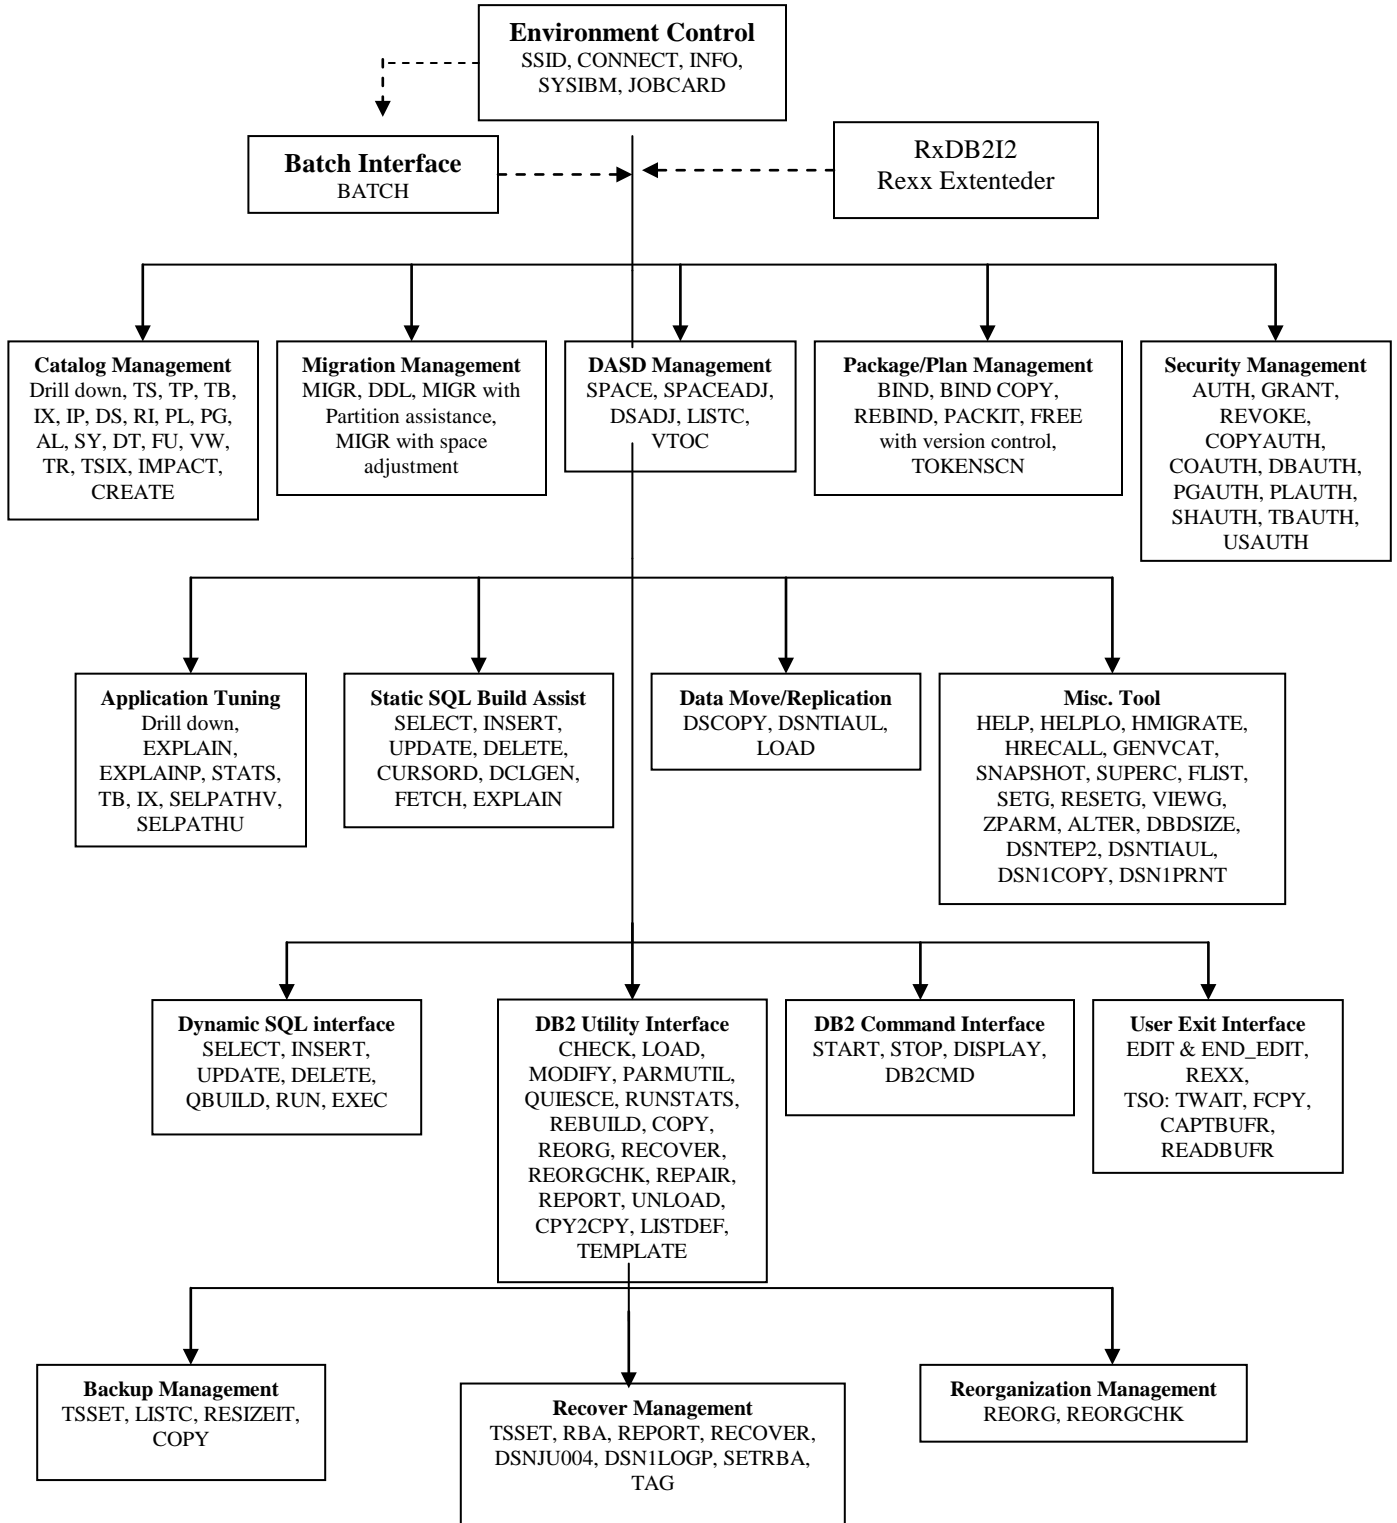 Environment Control
SSID, CONNECT, INFO,
SYSIBM, JOBCARD
Batch Interface
BATCH
RxDB2I2
Rexx Extenteder
Catalog Management
Drill down, TS, TP, TB,
IX, IP, DS, RI, PL, PG,
AL, SY, DT, FU, VW,
TR, TSIX, IMPACT,
CREATE
Migration Management
MIGR, DDL, MIGR with
Partition assistance,
MIGR with space
adjustment
DASD Management
SPACE, SPACEADJ,
DSADJ, LISTC,
VTOC
Package/Plan Management
BIND, BIND COPY,
REBIND, PACKIT, FREE
with version control,
TOKENSCN
Security Management
AUTH, GRANT,
REVOKE,
COPYAUTH,
COAUTH, DBAUTH,
PGAUTH, PLAUTH,
SHAUTH, TBAUTH,
USAUTH
Application Tuning
Drill down,
EXPLAIN,
EXPLAINP, STATS,
TB, IX, SELPATHV,
SELPATHU
Static SQL Build Assist
SELECT, INSERT,
UPDATE, DELETE,
CURSORD, DCLGEN,
FETCH, EXPLAIN
Data Move/Replication
DSCOPY, DSNTIAUL,
LOAD
Misc. Tool
HELP, HELPLO, HMIGRATE,
HRECALL, GENVCAT,
SNAPSHOT, SUPERC, FLIST,
SETG, RESETG, VIEWG,
ZPARM, ALTER, DBDSIZE,
DSNTEP2, DSNTIAUL,
DSN1COPY, DSN1PRNT
Dynamic SQL interface
SELECT, INSERT,
UPDATE, DELETE,
QBUILD, RUN, EXEC
DB2 Utility Interface
CHECK, LOAD,
MODIFY, PARMUTIL,
QUIESCE, RUNSTATS,
REBUILD, COPY,
REORG, RECOVER,
REORGCHK, REPAIR,
REPORT, UNLOAD,
CPY2CPY, LISTDEF,
TEMPLATE
DB2 Command Interface
START, STOP, DISPLAY,
DB2CMD
User Exit Interface
EDIT & END_EDIT,
REXX,
TSO: TWAIT, FCPY,
CAPTBUFR,
READBUFR
Backup Management
TSSET, LISTC, RESIZEIT,
COPY
Recover Management
TSSET, RBA, REPORT, RECOVER,
DSNJU004, DSN1LOGP, SETRBA,
TAG
Reorganization Management
REORG, REORGCHK